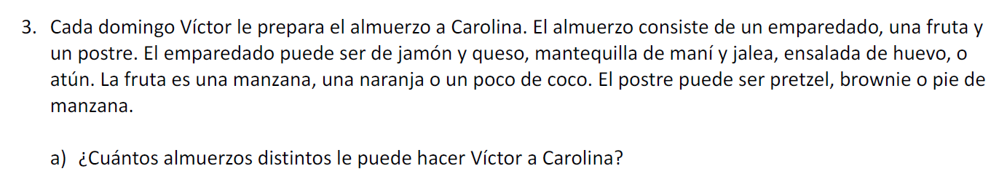 3. Cada domingo Víctor le prepara el almuerzo a Carolina. El almuerzo consiste de un emparedado, una fruta y
un postre. El emparedado puede ser de jamón y queso, mantequilla de maní y jalea, ensalada de huevo, o
atún. La fruta es una manzana, una naranja o un poco de coco. El postre puede ser pretzel, brownie o pie de
manzana.
a) ¿Cuántos almuerzos distintos le puede hacer Víctor a Carolina?